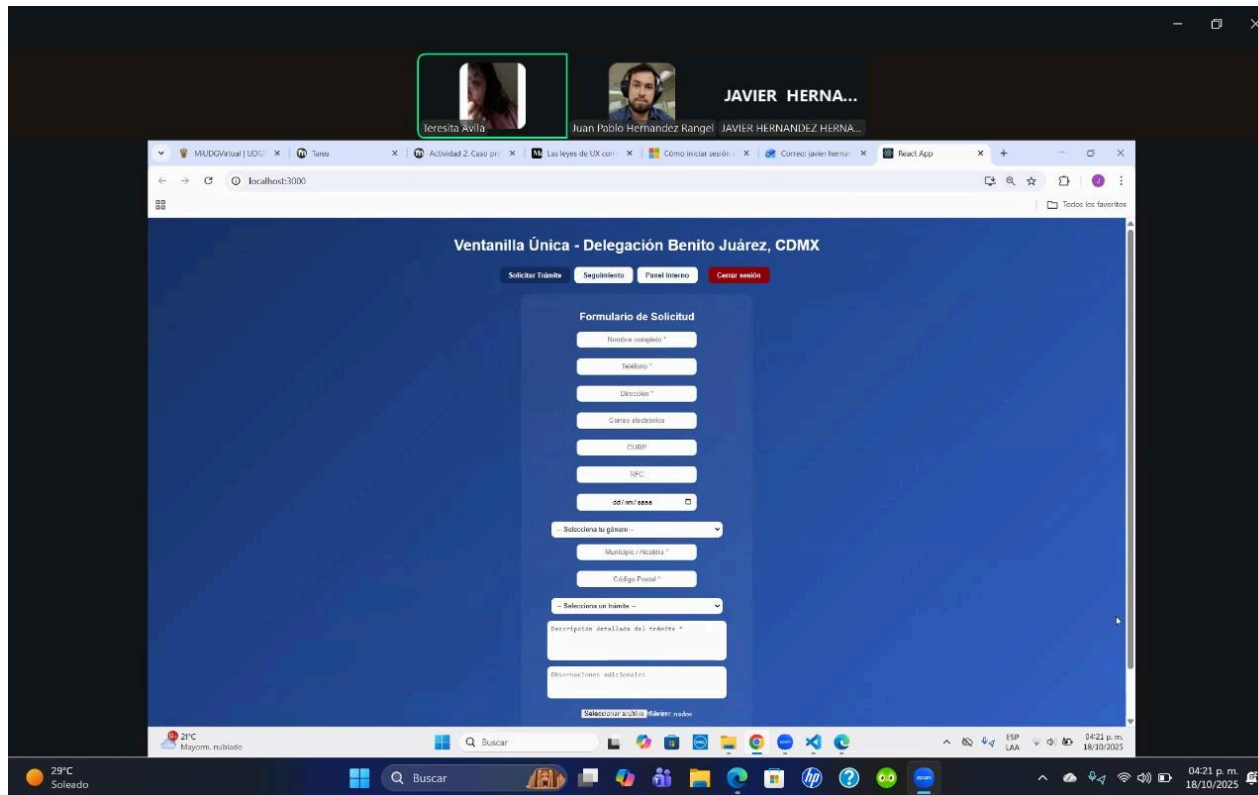 JAVIER HERNA...
Teresita Avila
Juan Pablo Hernandez Rangel
JAVIER HERNANDEZ HERNA...
MiUDGVirtual | UDG
Tarea
Actividad 2. Caso prá
Las leyes de UX con
Cómo iniciar sesión
Correo: javier hernan
React App
localhost:3000
Todos los favoritos
Ventanilla Única - Delegación Benito Juárez, CDMX
Solicitar Trámite
Seguimiento
Panel Interno
Cerrar sesión
Formulario de Solicitud
Nombre completo *
Teléfono *
Dirección *
Correo electrónico
CURP
RFC
dd/mm/aaaa
-- Selecciona tu género --
Municipio / Alcaldía *
Código Postal *
-- Selecciona un trámite --
Descripción detallada del trámite *
Observaciones adicionales
Seleccionar archivo
21°C
Mayorm. nublado
Buscar
ESP
LAA
04:21 p. m.
18/10/2025
29°C
Soleado
Buscar
04:21 p. m.
18/10/2025